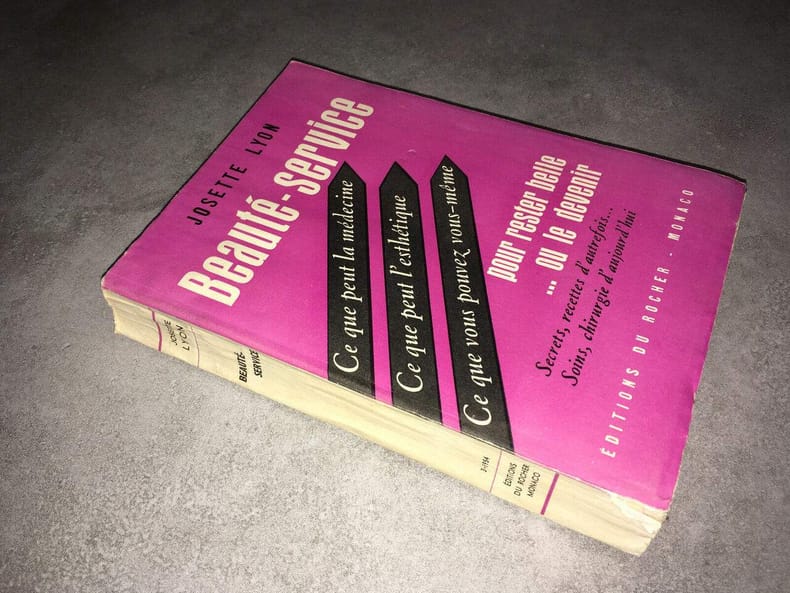 JOSETTE LYON
Beauté-service
Ce que peut la médecine
Ce que peut l'esthétique
Ce que vous pouvez vous-même
pour rester belle
... ou le devenir
Secrets, recettes d'autrefois...
Soins, chirurgie d'aujourd'hui
ÉDITIONS DU ROCHER - MONACO
JOSETTE
LYON
BEAUTÉ-
SERVICE
3-1954
ÉDITIONS
DU ROCHER
MONACO